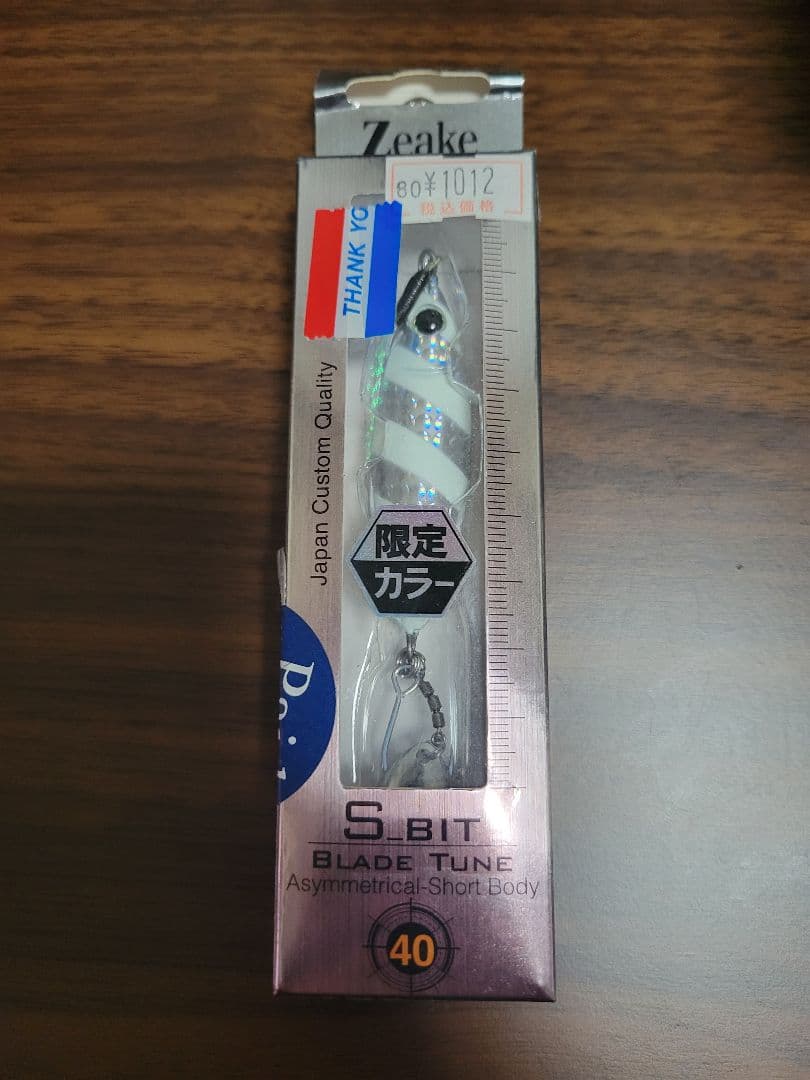 Zeake
80¥1012
税込価格
THANK YO
Japan Custom Quality
限定
カラー
S_BIT
BLADE TUNE
Asymmetrical-Short Body
40